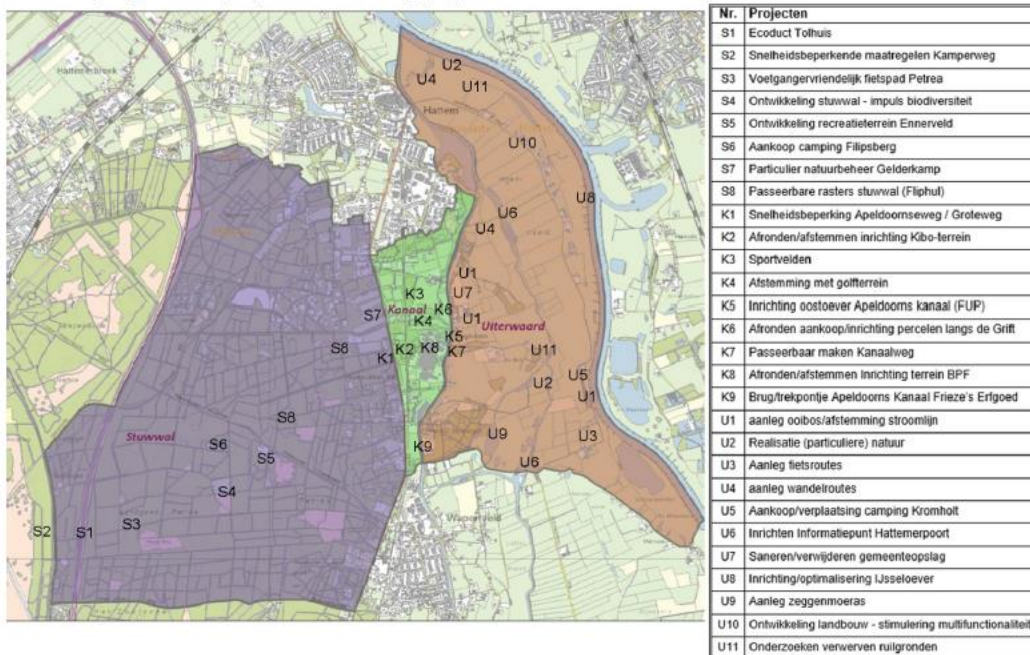 Hattemerbroek
Hattem
U4
U2
U11
U10
U8
U6
U4
U1
U7
K3
K6
Kanaal
K4
U1
Uiterwaard
S7
S8
K1
K2
K8
K5
K7
U11
U2
U5
U1
S8
Stuwwal
S6
S5
K9
U9
U3
U6
S4
S2
S1
S3
Wapenveld
Nr. Projecten
S1 Ecoduct Tolhuis
S2 Snelheidsbeperkende maatregelen Kamperweg
S3 Voetgangervriendelijk fietspad Petrea
S4 Ontwikkeling stuwwal - impuls biodiversiteit
S5 Ontwikkeling recreatieterrein Ennerveld
S6 Aankoop camping Filipsberg
S7 Particulier natuurbeheer Gelderkamp
S8 Passeerbare rasters stuwwal (Fliphul)
K1 Snelheidsbeperking Apeldoornseweg / Groteweg
K2 Afronden/afstemmen inrichting Kibo-terrein
K3 Sportvelden
K4 Afstemming met golfterrein
K5 Inrichting oostoever Apeldoorns kanaal (FUP)
K6 Afronden aankoop/inrichting percelen langs de Grift
K7 Passeerbaar maken Kanaalweg
K8 Afronden/afstemmen Inrichting terrein BPF
K9 Brug/trekpontje Apeldoorns Kanaal Frieze's Erfgoed
U1 aanleg ooibos/afstemming stroomlijn
U2 Realisatie (particuliere) natuur
U3 Aanleg fietsroutes
U4 aanleg wandelroutes
U5 Aankoop/verplaatsing camping Kromholt
U6 Inrichten Informatiepunt Hattemerpoort
U7 Saneren/verwijderen gemeenteopslag
U8 Inrichting/optimalisering IJsseloever
U9 Aanleg zeggenmoeras
U10 Ontwikkeling landbouw - stimulering multifunctionaliteit
U11 Onderzoeken verwerven ruilgronden